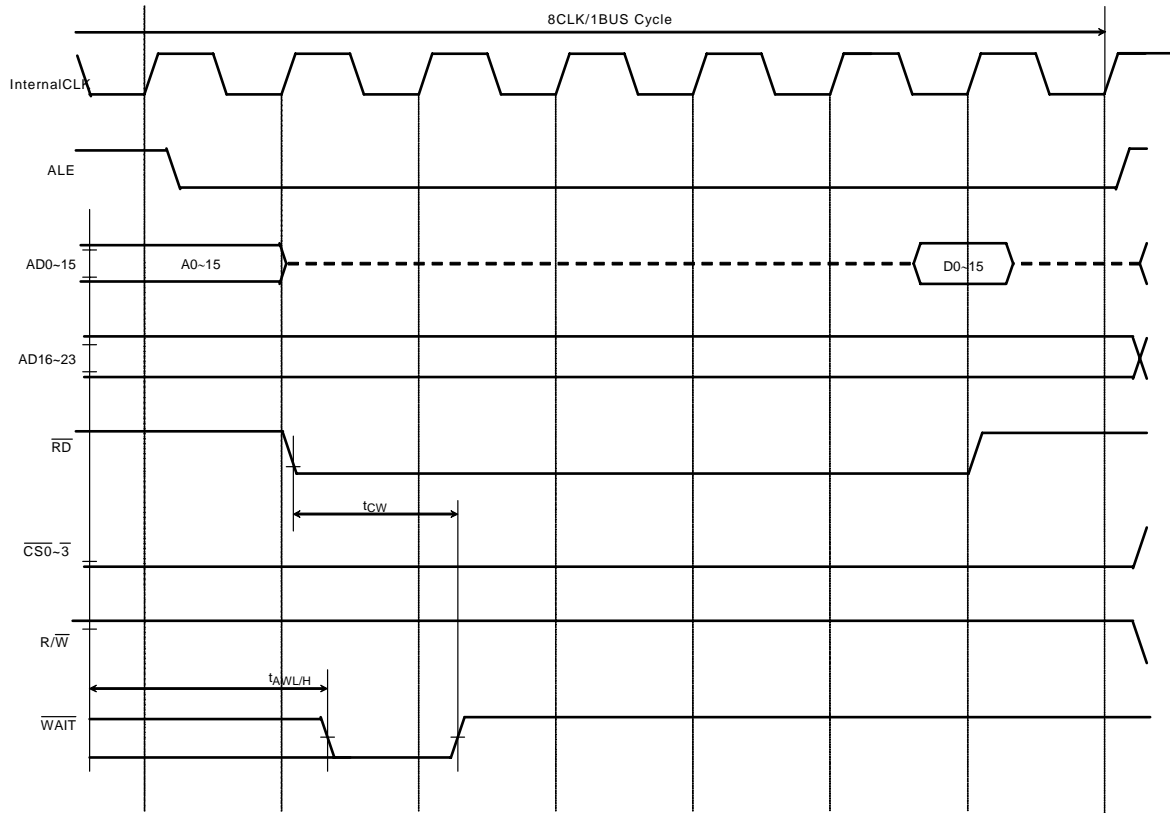 8CLK/1BUS Cycle
InternalCLK
ALE
AD0~15
A0~15
D0~15
AD16~23
RD
tCW
CS0~3
R/W
tAWL/H
WAIT